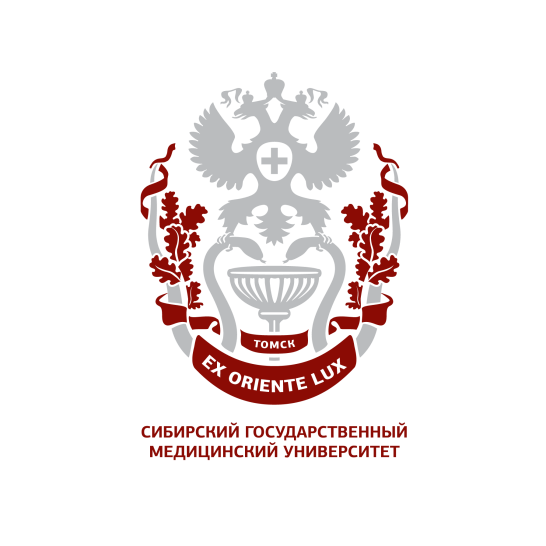 ТОМСК
EX ORIENTE LUX
СИБИРСКИЙ ГОСУДАРСТВЕННЫЙ
МЕДИЦИНСКИЙ УНИВЕРСИТЕТ